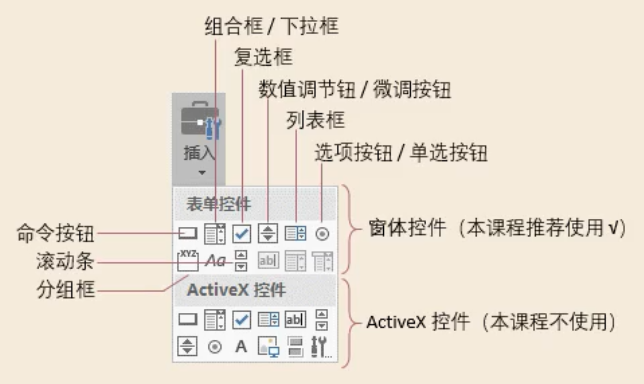 组合框 / 下拉框
复选框
数值调节钮 / 微调按钮
列表框
选项按钮 / 单选按钮
插入
表单控件
命令按钮
滚动条
分组框
XYZ
Aa
ab|
窗体控件（本课程推荐使用 √）
ActiveX 控件
ab|
A
ActiveX 控件（本课程不使用）